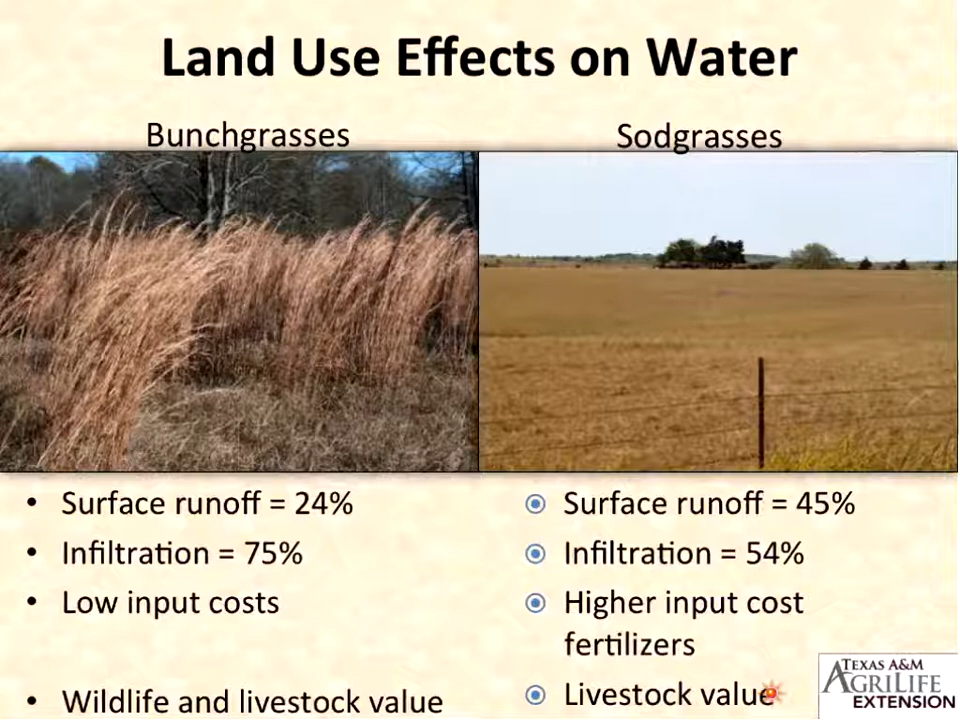 Land Use Effects on Water
Bunchgrasses
Sodgrasses
• Surface runoff = 24%
• Infiltration = 75%
• Low input costs
• Wildlife and livestock value
Surface runoff = 45%
Infiltration = 54%
Higher input cost
fertilizers
Livestock value
TEXAS A&M
AGRILIFE
EXTENSION